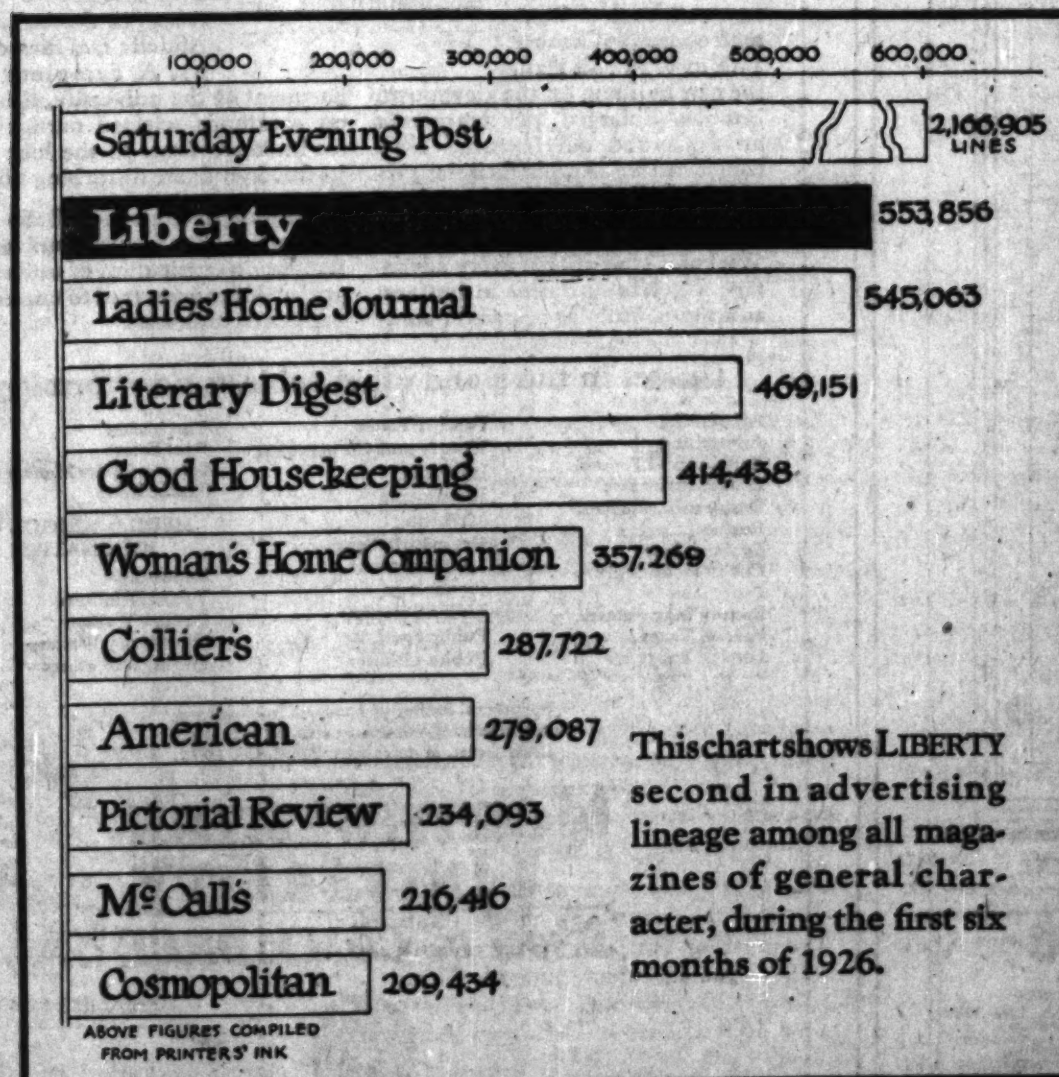 100,000 200,000 300,000 400,000 500,000 600,000
Saturday Evening Post 2,166,905
LINES
Liberty 553,856
Ladies' Home Journal 545,063
Literary Digest 469,151
Good Housekeeping 414,438
Woman's Home Companion 357,269
Collier's 287,722
American 279,087
Pictorial Review 234,093
McCall's 216,416
Cosmopolitan 209,434
ABOVE FIGURES COMPILED
FROM PRINTERS' INK
This chart shows LIBERTY
second in advertising
lineage among all maga-
zines of general char-
acter, during the first six
months of 1926.